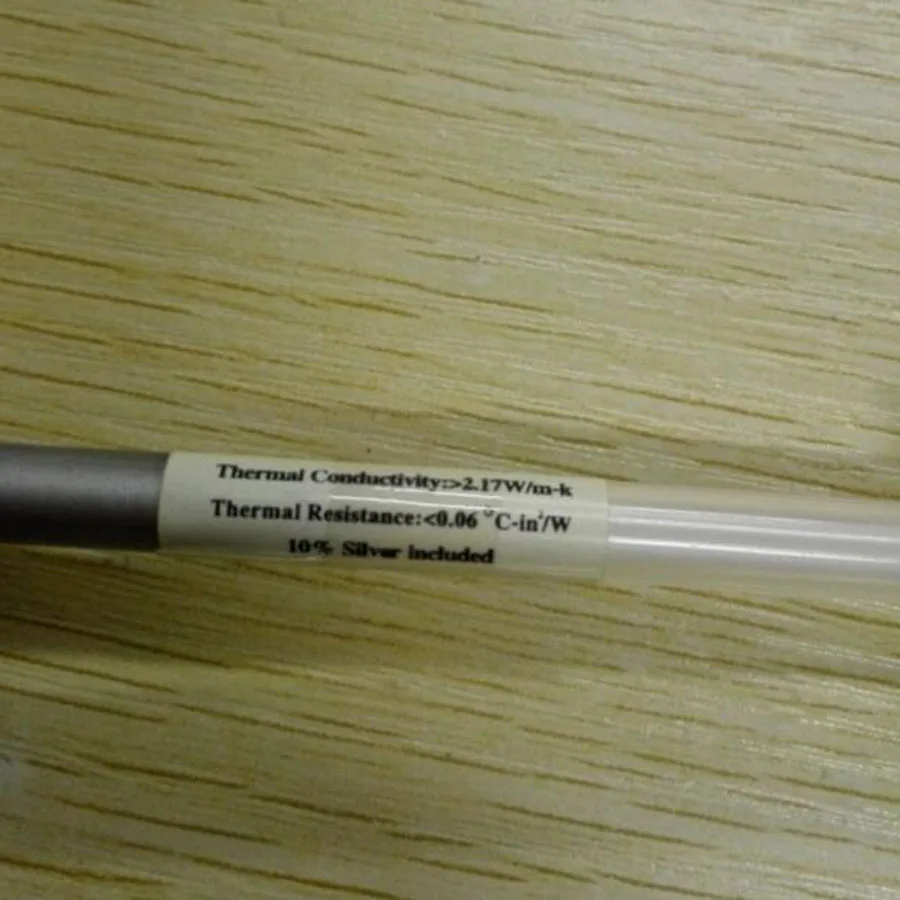 Thermal Conductivity:>2.17W/m-k
Thermal Resistance:<0.06 °C-in²/W
10% Silver included